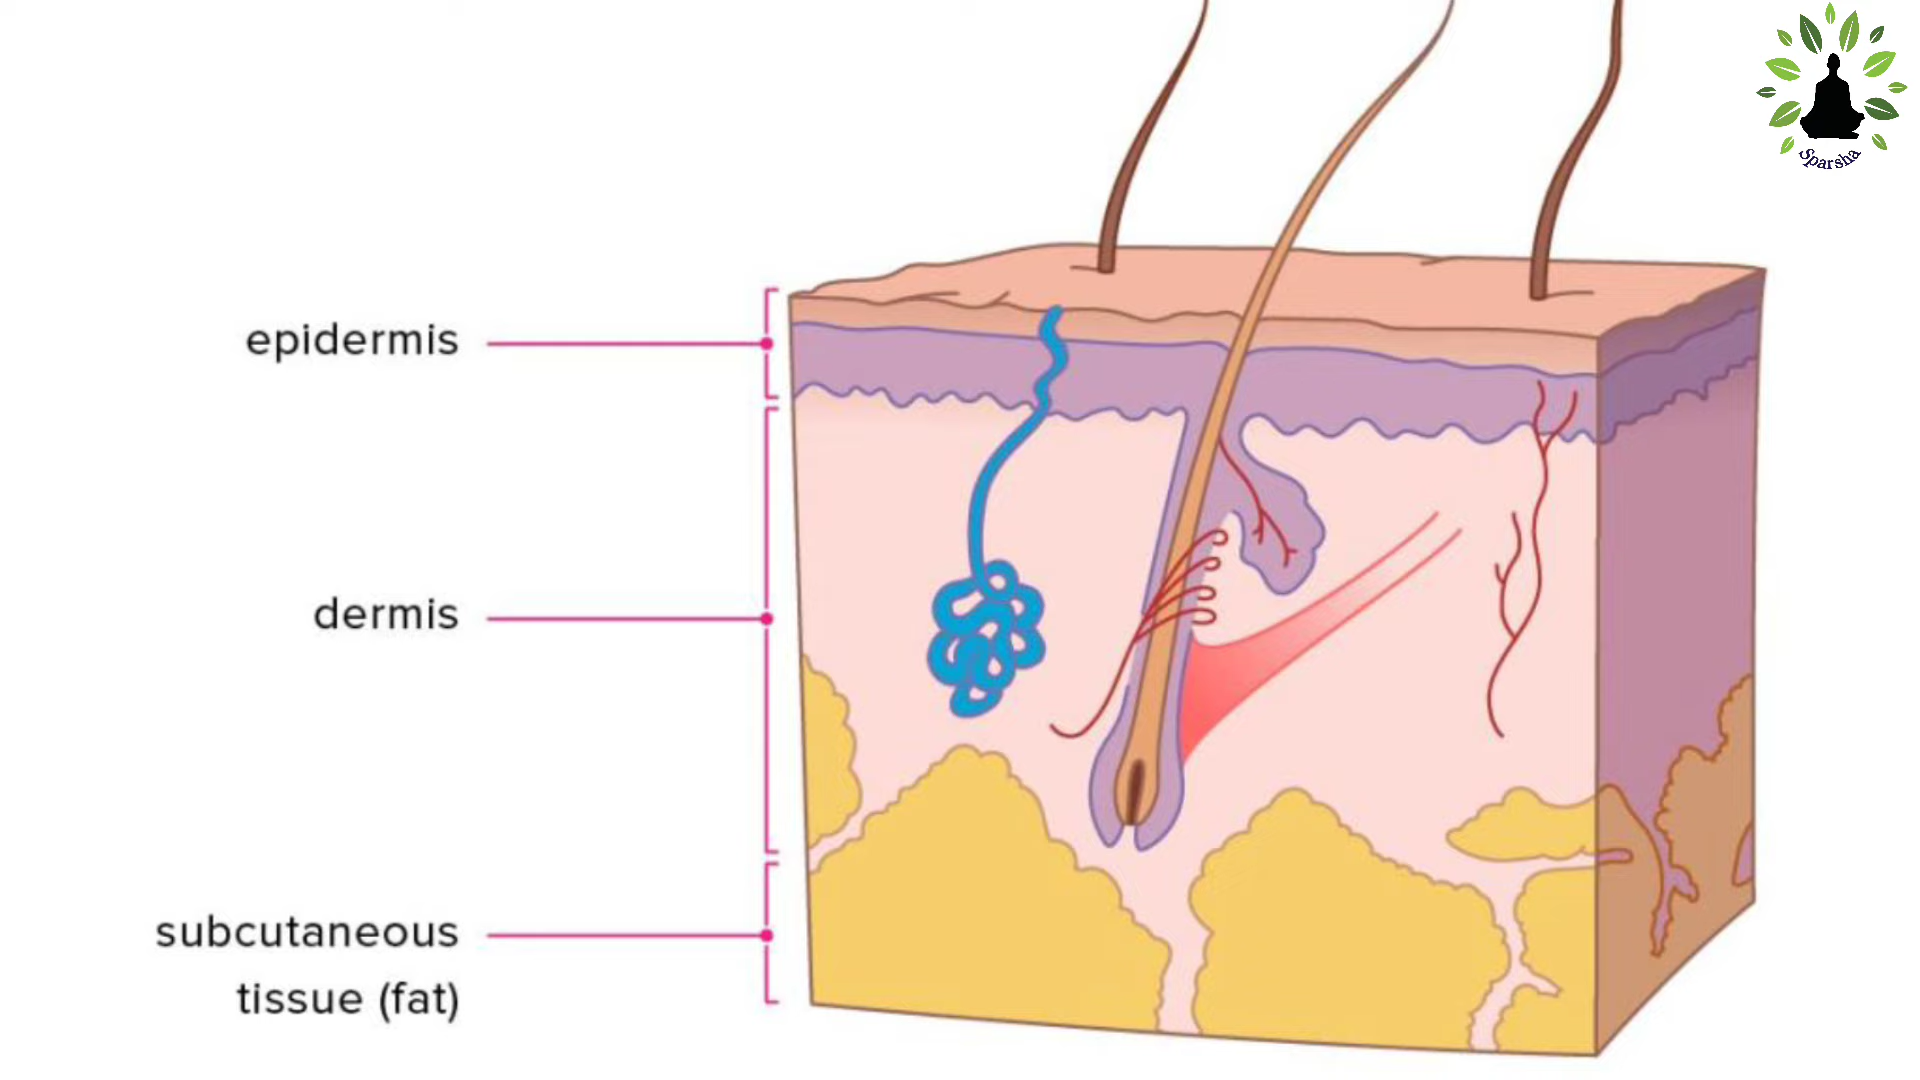 Sparsha
epidermis
dermis
subcutaneous
tissue (fat)